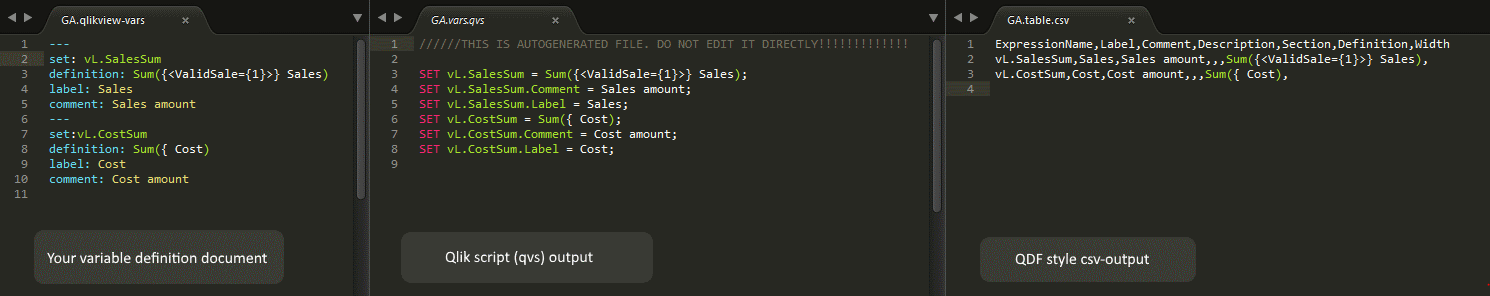 GA.qlikview-vars ×
1 ---
2 set: vL.SalesSum
3 definition: Sum({<ValidSale={1}>} Sales)
4 label: Sales
5 comment: Sales amount
6 ---
7 set:vL.CostSum
8 definition: Sum({ Cost)
9 label: Cost
10 comment: Cost amount
11
Your variable definition document
GA.vars.qvs ×
1 //////THIS IS AUTOGENERATED FILE. DO NOT EDIT IT DIRECTLY!!!!!!!!!!!!!
2
3 SET vL.SalesSum = Sum({<ValidSale={1}>} Sales);
4 SET vL.SalesSum.Comment = Sales amount;
5 SET vL.SalesSum.Label = Sales;
6 SET vL.CostSum = Sum({ Cost);
7 SET vL.CostSum.Comment = Cost amount;
8 SET vL.CostSum.Label = Cost;
9
Qlik script (qvs) output
GA.table.csv ×
1 ExpressionName,Label,Comment,Description,Section,Definition,Width
2 vL.SalesSum,Sales,Sales amount,,,Sum({<ValidSale={1}>} Sales),
3 vL.CostSum,Cost,Cost amount,,,Sum({ Cost),
4
QDF style csv-output